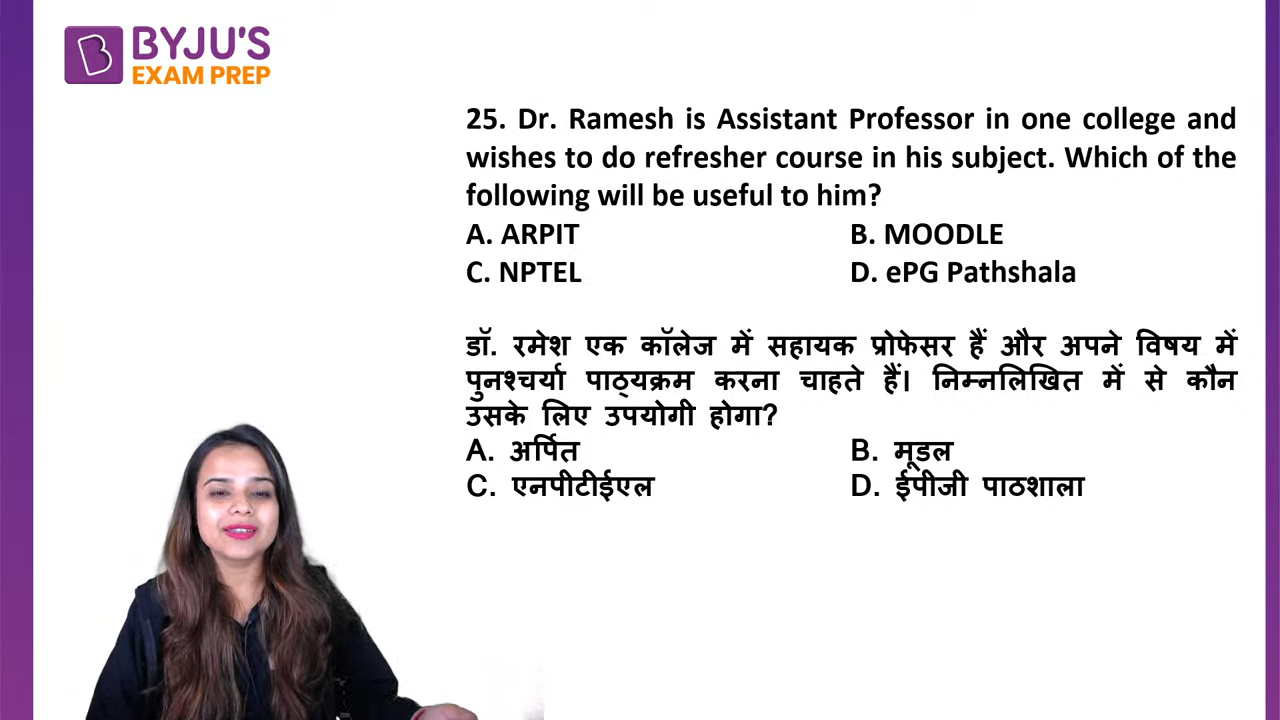 BYJU'S
EXAM PREP
25. Dr. Ramesh is Assistant Professor in one college and
wishes to do refresher course in his subject. Which of the
following will be useful to him?
A. ARPIT B. MOODLE
C. NPTEL D. ePG Pathshala
डॉ. रमेश एक कॉलेज में सहायक प्रोफेसर हैं और अपने विषय में
पुनश्चर्या पाठ्यक्रम करना चाहते हैं। निम्नलिखित में से कौन
उसके लिए उपयोगी होगा?
A. अर्पित B. मूडल
C. एनपीटीईएल D. ईपीजी पाठशाला